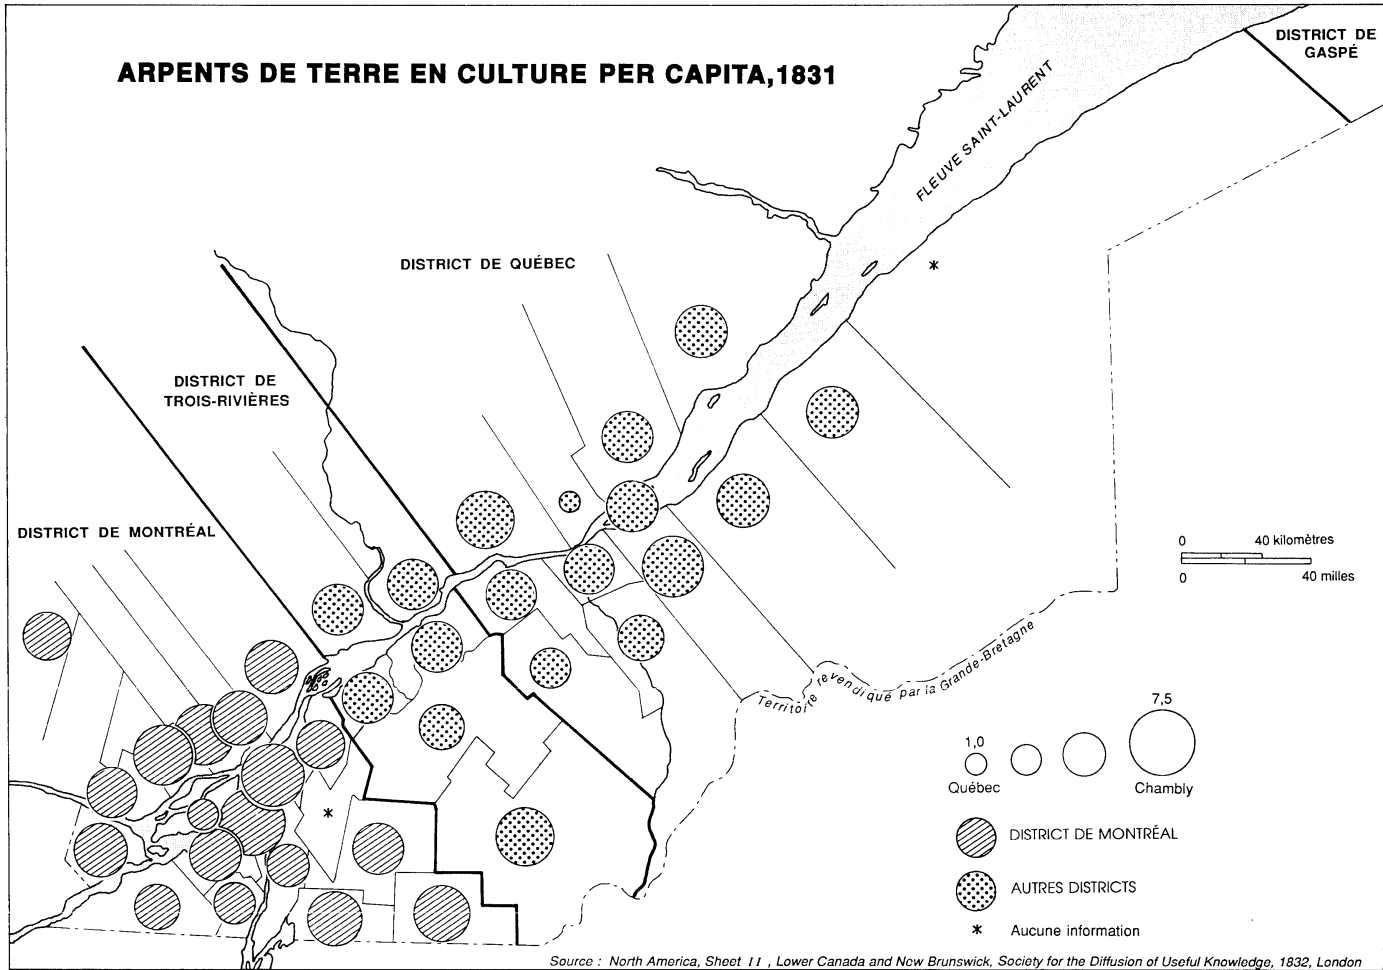 ARPENTS DE TERRE EN CULTURE PER CAPITA,1831
DISTRICT DE
GASPÉ
FLEUVE SAINT-LAURENT
DISTRICT DE QUÉBEC
*
DISTRICT DE
TROIS-RIVIÈRES
DISTRICT DE MONTRÉAL
0 40 kilomètres
0 40 milles
Territoire revendiqué par la Grande-Bretagne
*
7,5
1,0
Québec
Chambly
DISTRICT DE MONTRÉAL
AUTRES DISTRICTS
* Aucune information
Source : North America, Sheet II , Lower Canada and New Brunswick, Society for the Diffusion of Useful Knowledge, 1832, London